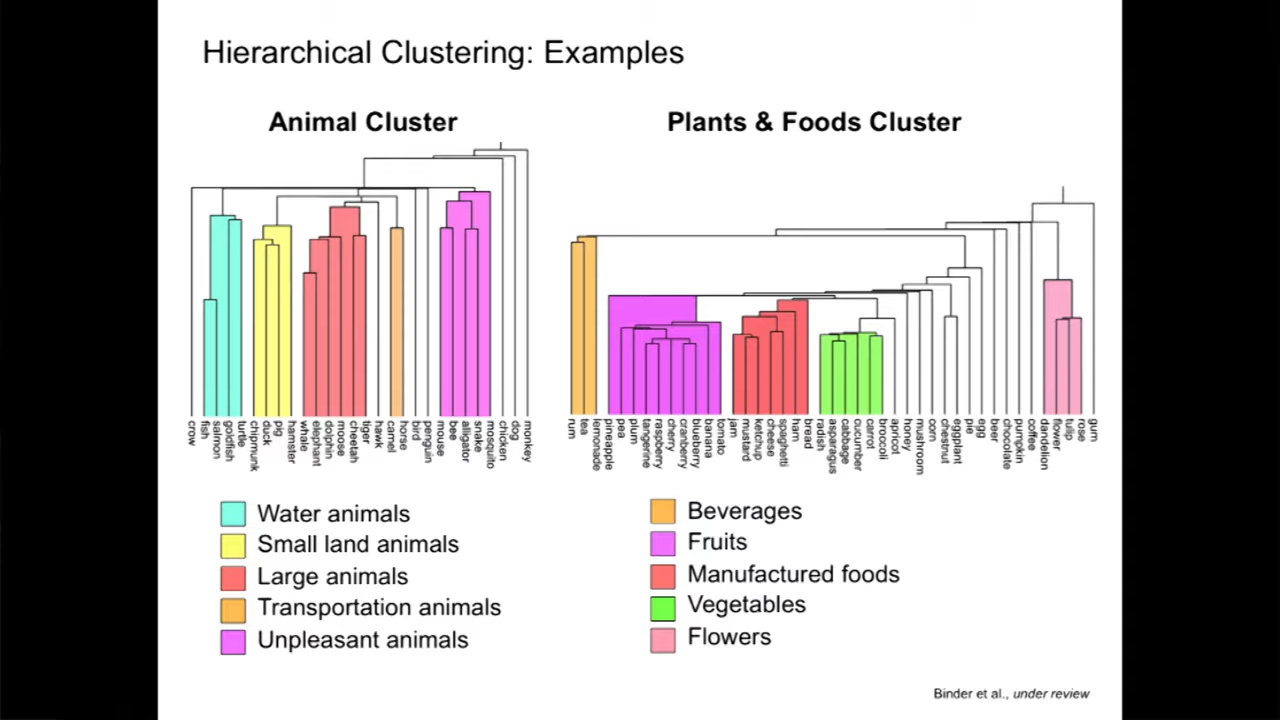 Hierarchical Clustering: Examples
Animal Cluster
crow
fish
salmon
goldfish
turtle
chipmunk
duck
pig
hamster
whale
elephant
dolphin
moose
cheetah
tiger
hawk
camel
horse
bird
penguin
mouse
bee
alligator
snake
mosquito
chicken
dog
monkey
Water animals
Small land animals
Large animals
Transportation animals
Unpleasant animals
Plants & Foods Cluster
rum
tea
lemonade
pineapple
pea
plum
tangerine
raspberry
cherry
cranberry
blueberry
banana
tomato
jam
mustard
ketchup
cheese
spaghetti
ham
bread
radish
asparagus
cabbage
cucumber
carrot
broccoli
apricot
honey
mushroom
corn
chestnut
eggplant
pie
egg
beer
chocolate
pumpkin
coffee
dandelion
flower
tulip
rose
gum
Beverages
Fruits
Manufactured foods
Vegetables
Flowers
Binder et al., under review